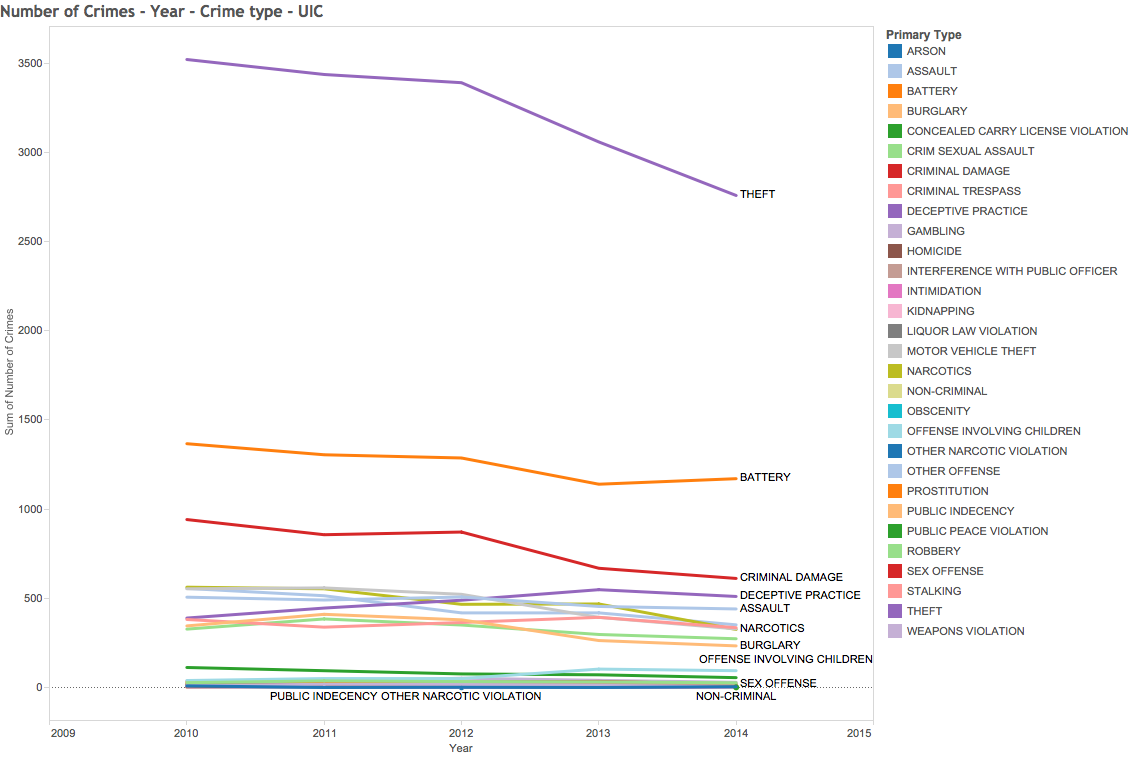 Number of Crimes - Year - Crime type - UIC
Sum of Number of Crimes
3500
3000
2500
2000
1500
1000
500
0
THEFT
BATTERY
CRIMINAL DAMAGE
DECEPTIVE PRACTICE
ASSAULT
NARCOTICS
BURGLARY
OFFENSE INVOLVING CHILDREN
SEX OFFENSE
PUBLIC INDECENCY OTHER NARCOTIC VIOLATION
NON-CRIMINAL
2009 2010 2011 2012 2013 2014 2015
Year
Primary Type
ARSON
ASSAULT
BATTERY
BURGLARY
CONCEALED CARRY LICENSE VIOLATION
CRIM SEXUAL ASSAULT
CRIMINAL DAMAGE
CRIMINAL TRESPASS
DECEPTIVE PRACTICE
GAMBLING
HOMICIDE
INTERFERENCE WITH PUBLIC OFFICER
INTIMIDATION
KIDNAPPING
LIQUOR LAW VIOLATION
MOTOR VEHICLE THEFT
NARCOTICS
NON-CRIMINAL
OBSCENITY
OFFENSE INVOLVING CHILDREN
OTHER NARCOTIC VIOLATION
OTHER OFFENSE
PROSTITUTION
PUBLIC INDECENCY
PUBLIC PEACE VIOLATION
ROBBERY
SEX OFFENSE
STALKING
THEFT
WEAPONS VIOLATION